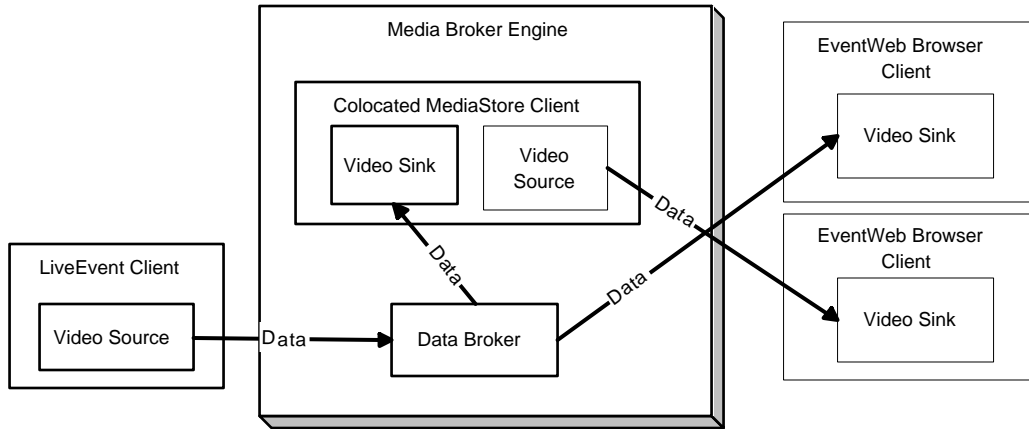 Media Broker Engine
Colocated MediaStore Client
Video Sink
Video
Source
Data
Data
Data
LiveEvent Client
Video Source
Data
Data Broker
EventWeb Browser
Client
Video Sink
EventWeb Browser
Client
Video Sink